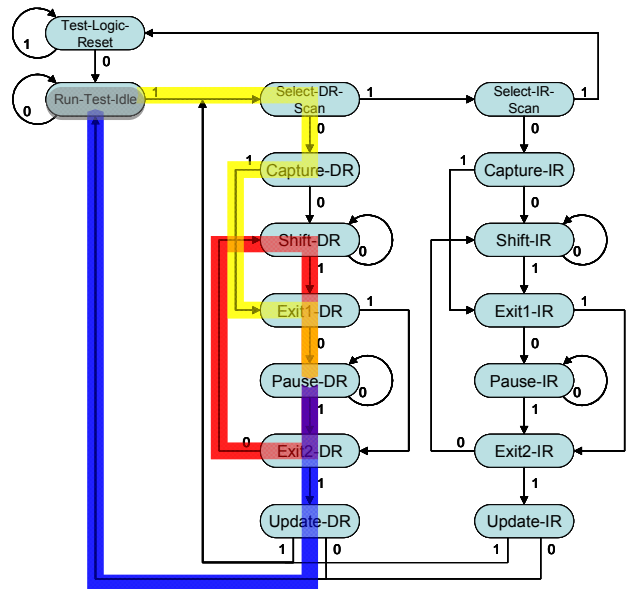 Test-Logic-
Reset
1
0
Run-Test-Idle
1
Select-DR-
Scan
1
Select-IR-
Scan
1
0
0
0
1
Capture-DR
1
Capture-IR
0
0
Shift-DR
0
Shift-IR
0
1
1
Exit1-DR
1
Exit1-IR
1
0
0
Pause-DR
0
Pause-IR
0
1
1
0
Exit2-DR
0
Exit2-IR
1
1
Update-DR
Update-IR
1
0
1
0